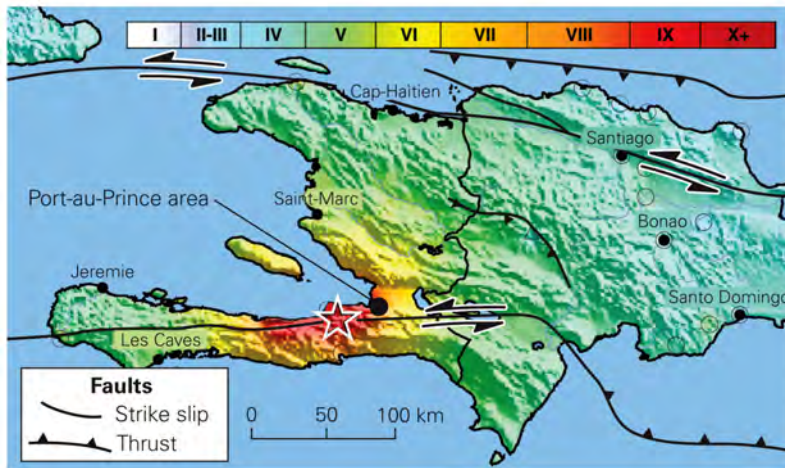 I II-III IV V VI VII VIII IX X+
Cap-Haïtien
Santiago
Port-au-Prince area
Saint-Marc
Bonao
Jeremie
Santo Domingo
Les Caves
Faults
Strike slip
Thrust
0 50 100 km